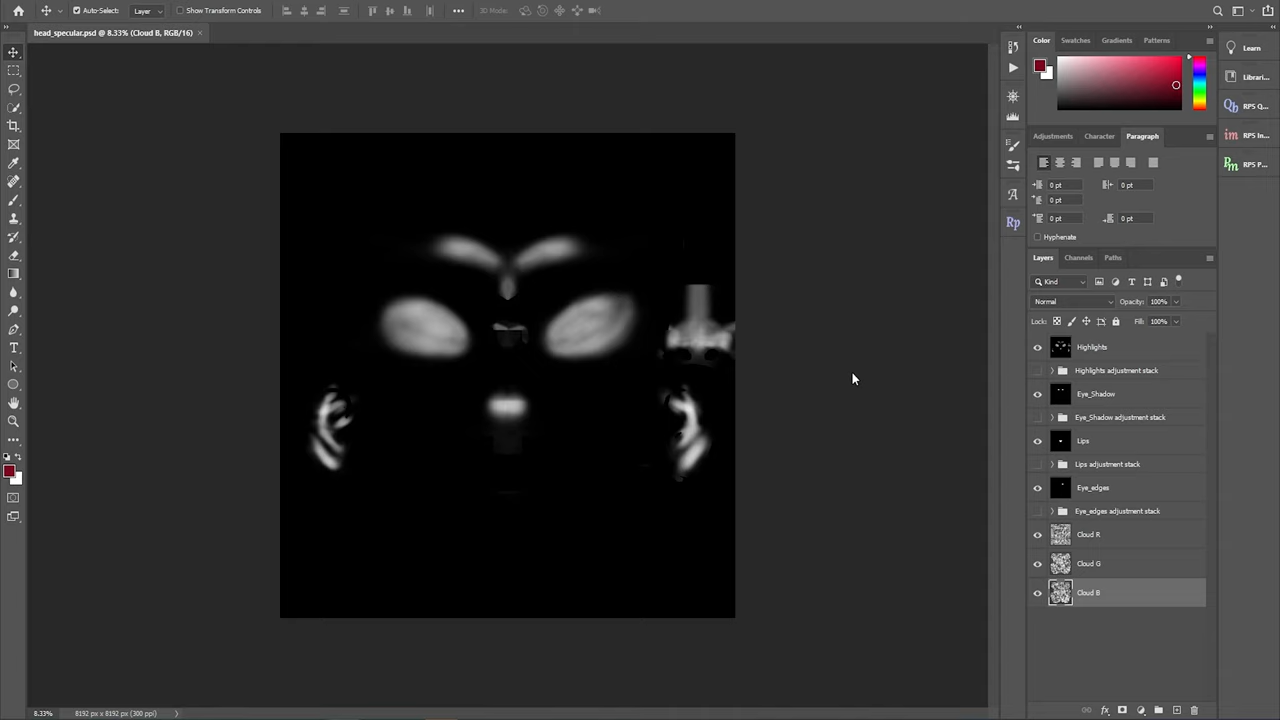 Auto-Select:
Layer
Show Transform Controls
3D Mode:
head_specular.psd @ 8.33% (Cloud B, RGB/16)
Color
Swatches
Gradients
Patterns
Learn
Librari...
RPS Q...
RPS In...
RPS P...
Adjustments
Character
Paragraph
0 pt
0 pt
0 pt
0 pt
0 pt
Hyphenate
Layers
Channels
Paths
Kind
Normal
Opacity: 100%
Lock:
Fill: 100%
Highlights
Highlights adjustment stack
Eye_Shadow
Eye_Shadow adjustment stack
Lips
Lips adjustment stack
Eye_edges
Eye_edges adjustment stack
Cloud R
Cloud G
Cloud B
8.33%
8192 px x 8192 px (300 ppi)